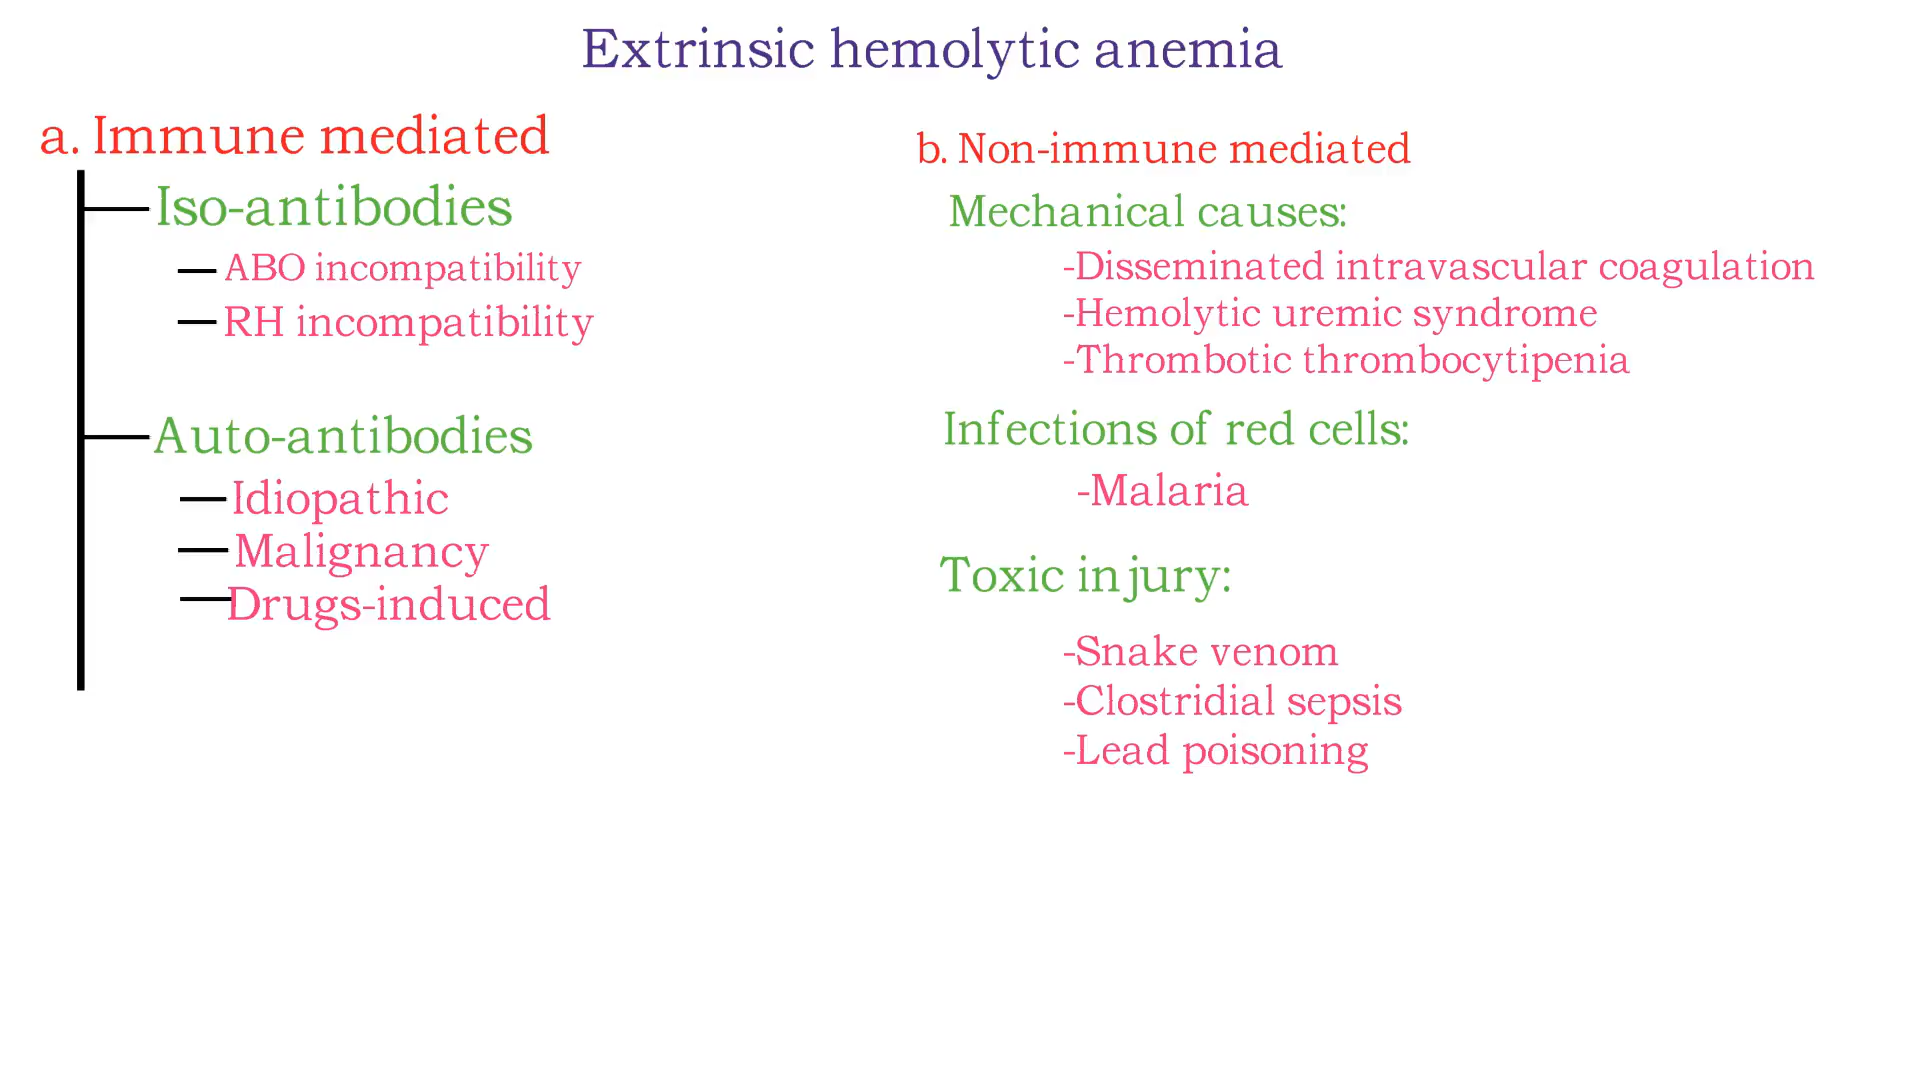 Extrinsic hemolytic anemia
a. Immune mediated
Iso-antibodies
ABO incompatibility
RH incompatibility
Auto-antibodies
Idiopathic
Malignancy
Drugs-induced
b. Non-immune mediated
Mechanical causes:
-Disseminated intravascular coagulation
-Hemolytic uremic syndrome
-Thrombotic thrombocytipenia
Infections of red cells:
-Malaria
Toxic injury:
-Snake venom
-Clostridial sepsis
-Lead poisoning